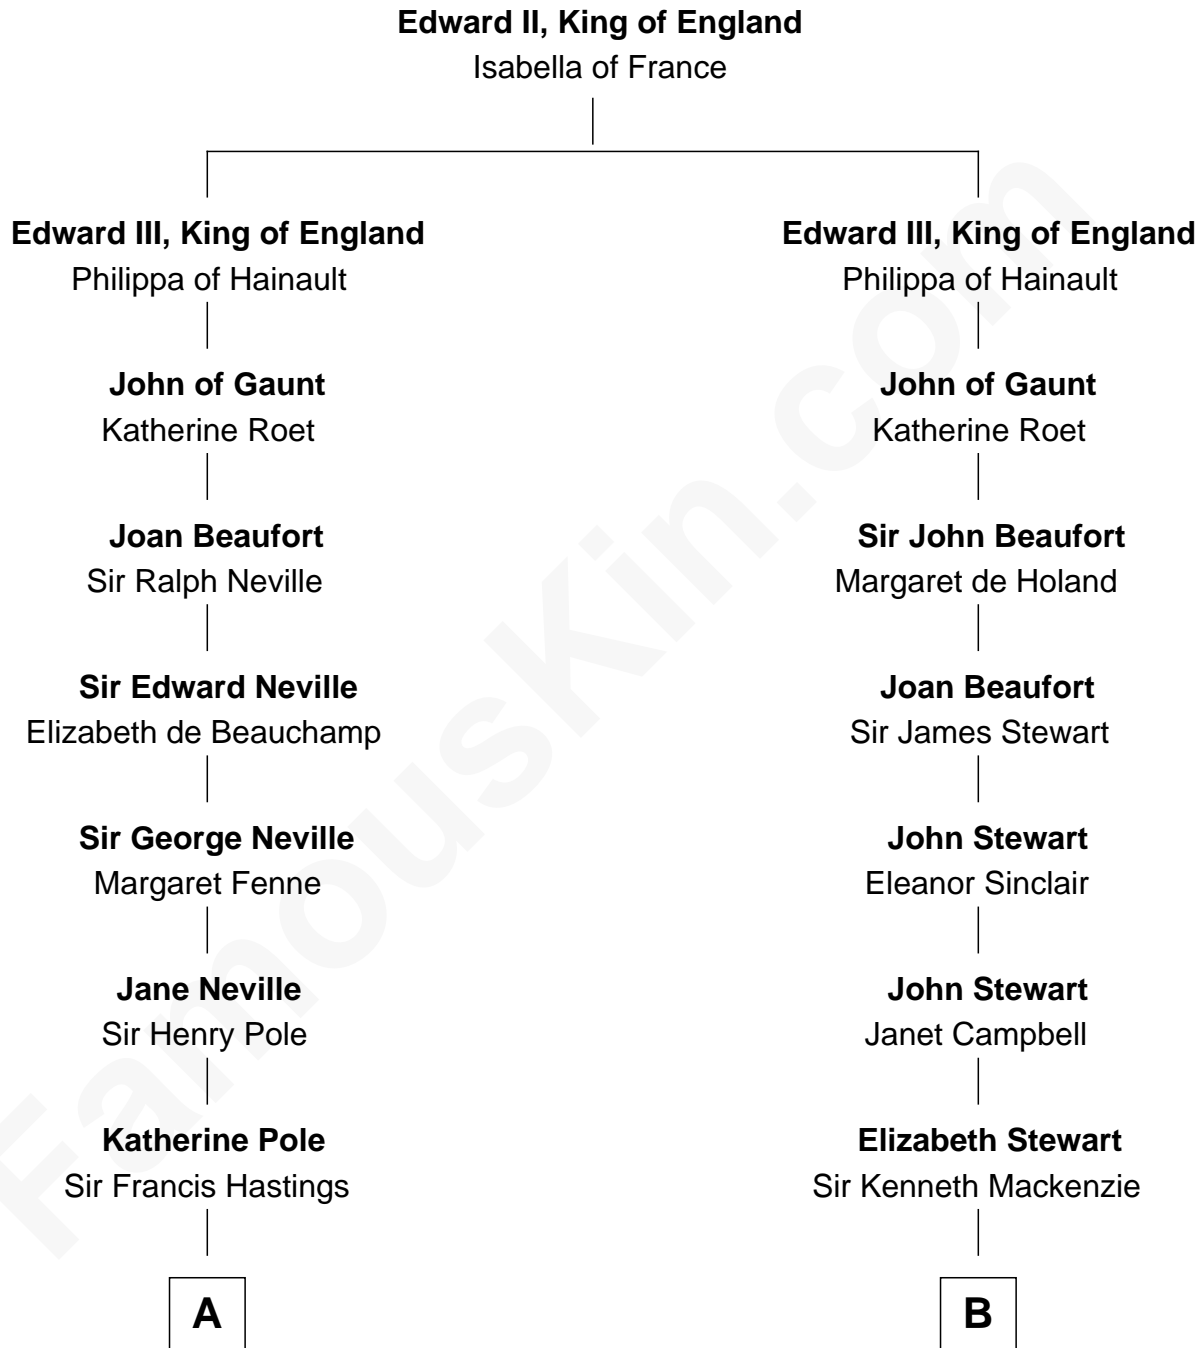 Edward II, King of England
Isabella of France
Edward III, King of England
Philippa of Hainault
John of Gaunt
Katherine Roet
Joan Beaufort
Sir Ralph Neville
Sir Edward Neville
Elizabeth de Beauchamp
Sir George Neville
Margaret Fenne
Jane Neville
Sir Henry Pole
Katherine Pole
Sir Francis Hastings
A
Edward III, King of England
Philippa of Hainault
John of Gaunt
Katherine Roet
Sir John Beaufort
Margaret de Holand
Joan Beaufort
Sir James Stewart
John Stewart
Eleanor Sinclair
John Stewart
Janet Campbell
Elizabeth Stewart
Sir Kenneth Mackenzie
B
FamousKin.com